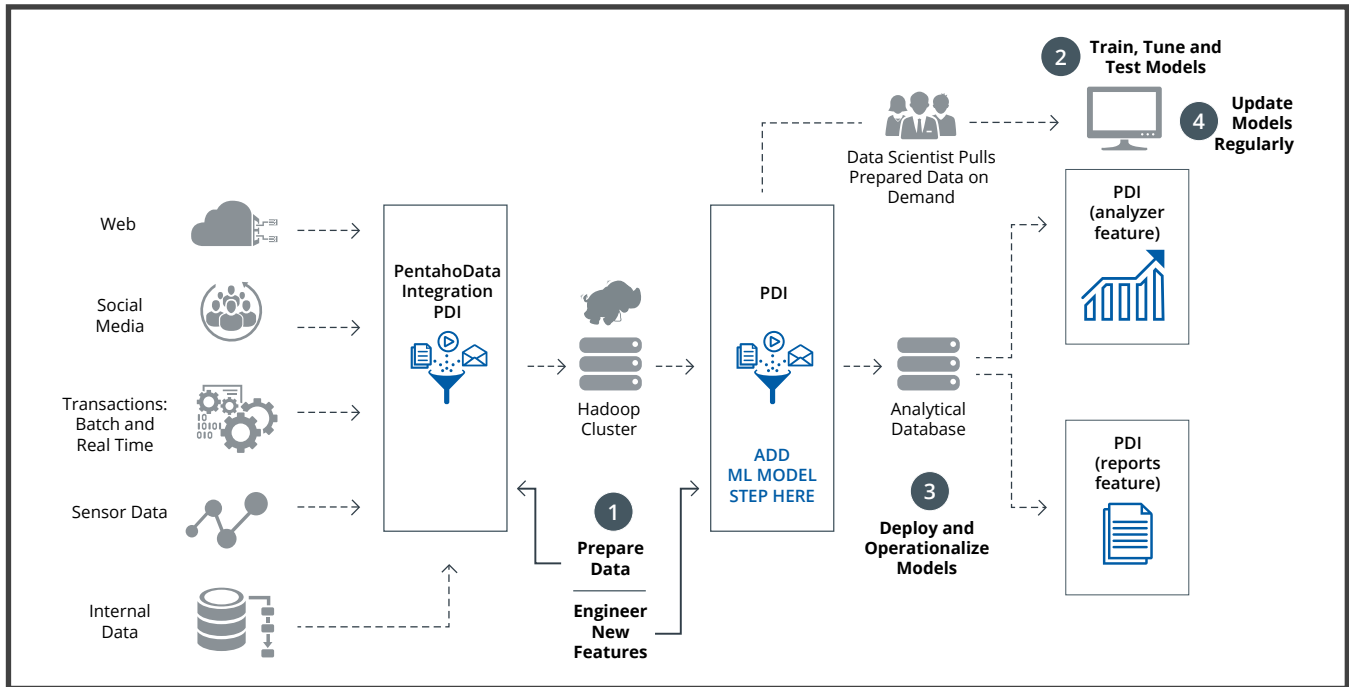 2
Train, Tune and
Test Models
4
Update
Models
Regularly
Data Scientist Pulls
Prepared Data on
Demand
Web
Social
Media
Transactions:
Batch and
Real Time
10
10101
010
Sensor Data
Internal
Data
PentahoData
Integration
PDI
Hadoop
Cluster
1
Prepare
Data
Engineer
New
Features
PDI
ADD
ML MODEL
STEP HERE
Analytical
Database
3
Deploy and
Operationalize
Models
PDI
(analyzer
feature)
PDI
(reports
feature)